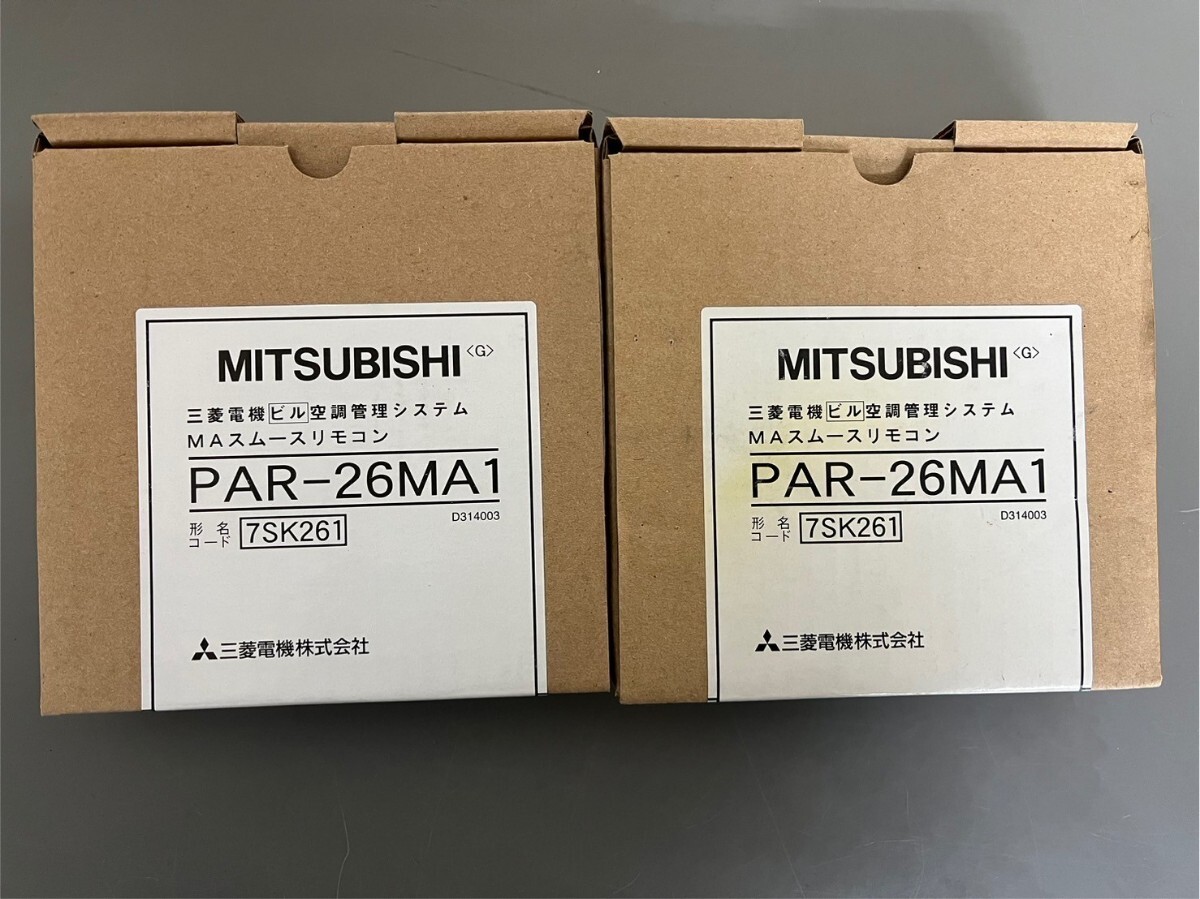 MITSUBISHI 〈G〉
三菱電機ビル空調管理システム
MAスムースリモコン
PAR-26MA1
D314003
形名
コード 7SK261
三菱電機株式会社
MITSUBISHI 〈G〉
三菱電機ビル空調管理システム
MAスムースリモコン
PAR-26MA1
D314003
形名
コード 7SK261
三菱電機株式会社